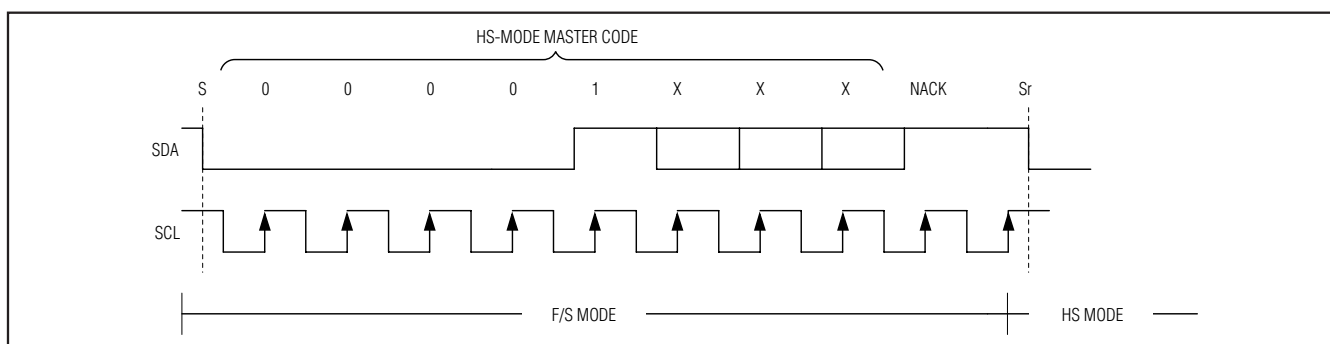 HS-MODE MASTER CODE
S 0 0 0 0 1 X X X NACK Sr
SDA
SCL
F/S MODE HS MODE